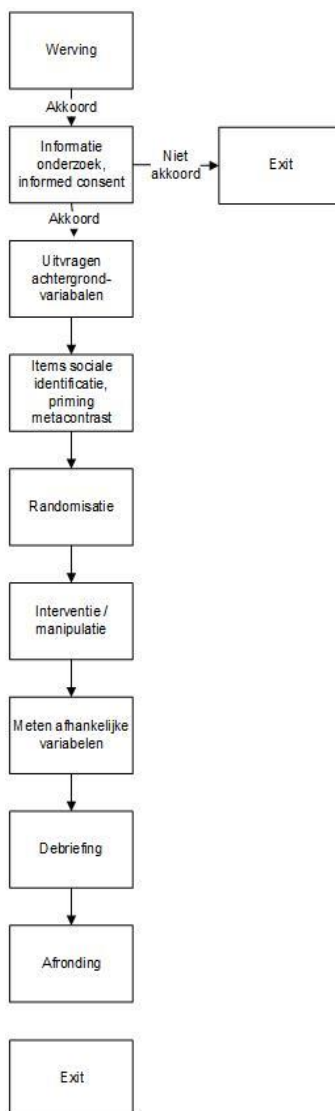 Werving
Akkoord
Informatie
onderzoek,
informed consent
Niet
akkoord
Exit
Akkoord
Uitvragen
achtergrond-
variabalen
Items sociale
identificatie,
priming
metacontrast
Randomisatie
Interventie /
manipulatie
Meten afhankelijke
variabelen
Debriefing
Afronding
Exit